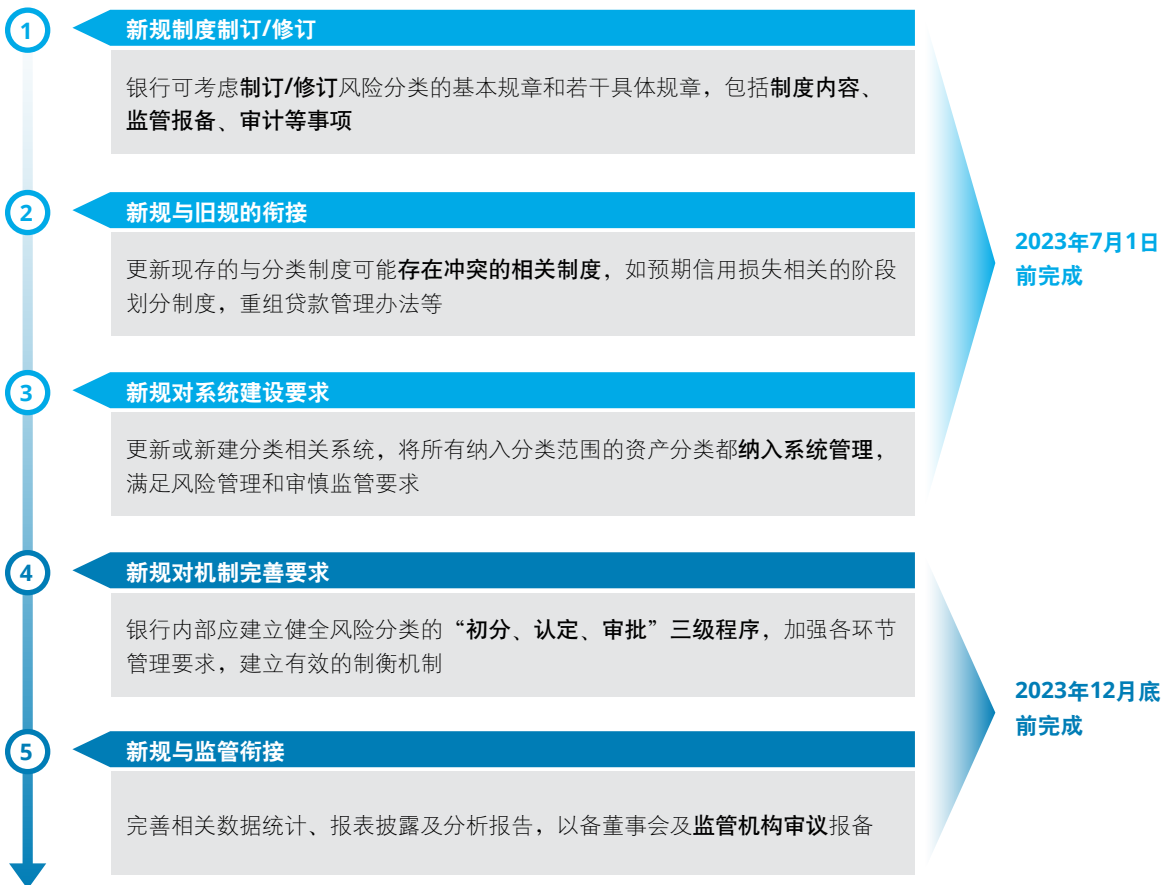 1
新规制度制订/修订
银行可考虑制订/修订风险分类的基本规章和若干具体规章，包括制度内容、
监管报备、审计等事项
2
新规与旧规的衔接
更新现存的与分类制度可能存在冲突的相关制度，如预期信用损失相关的阶段
划分制度，重组贷款管理办法等
3
新规对系统建设要求
更新或新建分类相关系统，将所有纳入分类范围的资产分类都纳入系统管理，
满足风险管理和审慎监管要求
2023年7月1日
前完成
4
新规对机制完善要求
银行内部应建立健全风险分类的“初分、认定、审批”三级程序，加强各环节
管理要求，建立有效的制衡机制
5
新规与监管衔接
完善相关数据统计、报表披露及分析报告，以备董事会及监管机构审议报备
2023年12月底
前完成